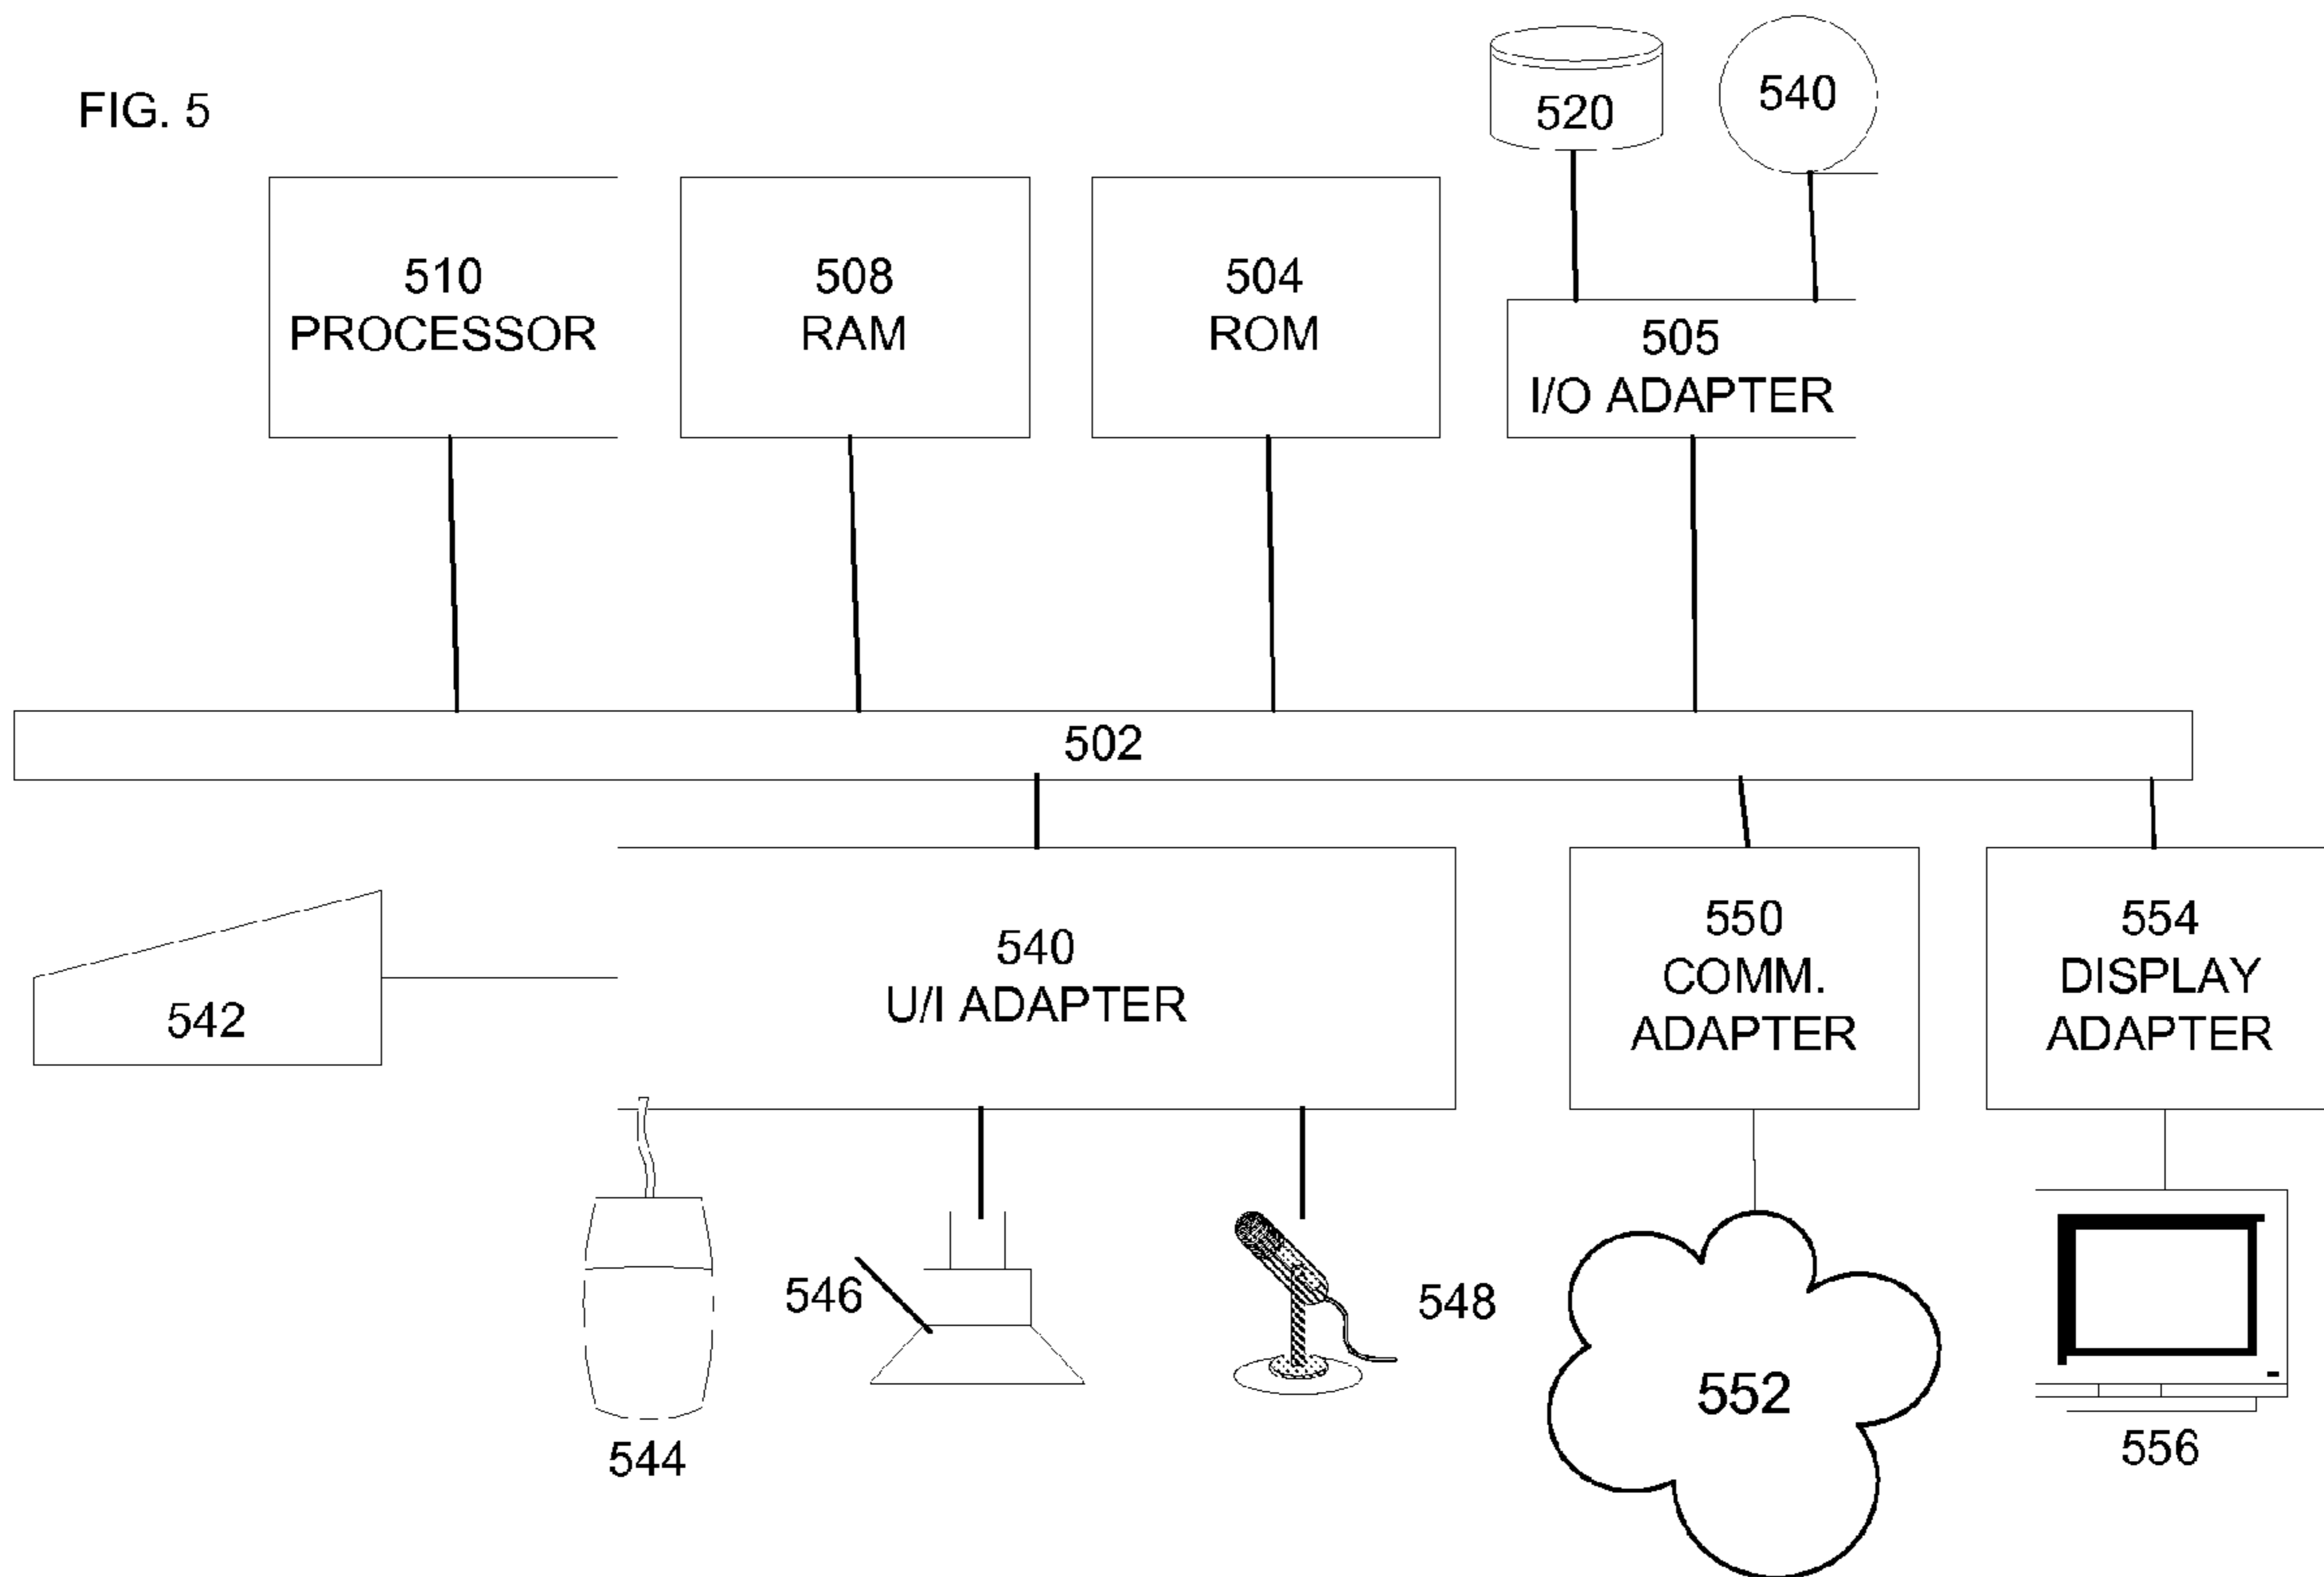 FIG. 5
520
540
510
PROCESSOR
508
RAM
504
ROM
505
I/O ADAPTER
502
542
540
U/I ADAPTER
550
COMM.
ADAPTER
554
DISPLAY
ADAPTER
544
546
548
552
556